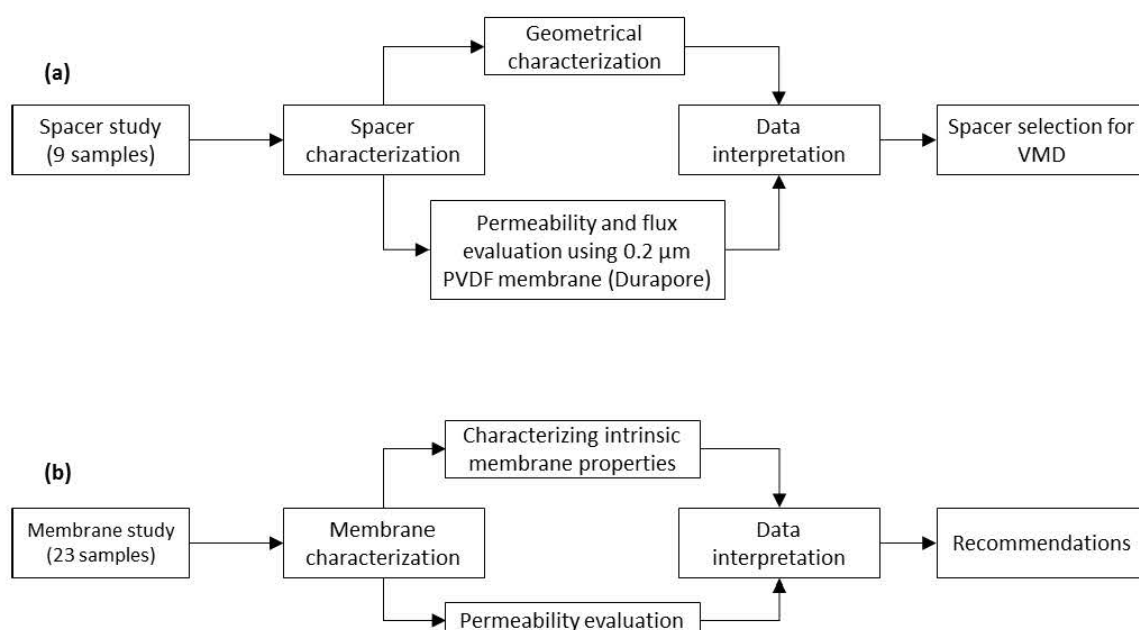 (a)
Spacer study
(9 samples)
Spacer
characterization
Geometrical
characterization
Permeability and flux
evaluation using 0.2 µm
PVDF membrane (Durapore)
Data
interpretation
Spacer selection for
VMD
(b)
Membrane study
(23 samples)
Membrane
characterization
Characterizing intrinsic
membrane properties
Permeability evaluation
Data
interpretation
Recommendations